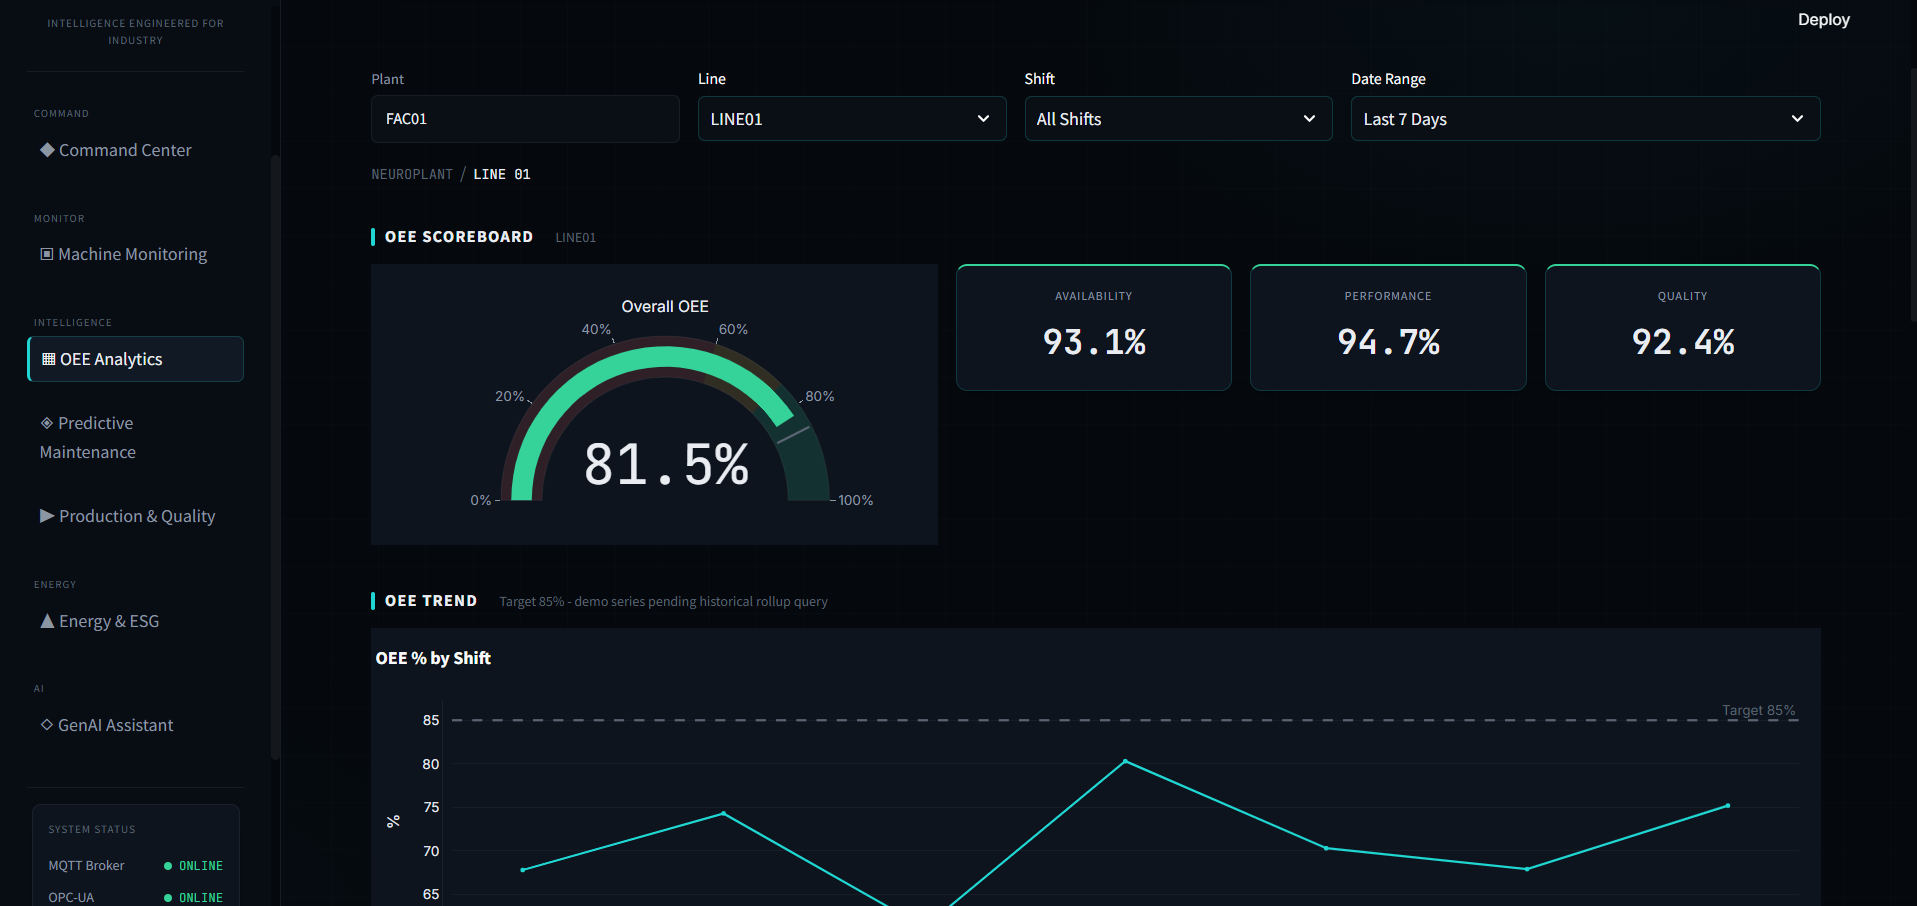 INTELLIGENCE ENGINEERED FOR
INDUSTRY
COMMAND
Command Center
MONITOR
Machine Monitoring
INTELLIGENCE
OEE Analytics
Predictive
Maintenance
Production & Quality
ENERGY
Energy & ESG
AI
GenAI Assistant
SYSTEM STATUS
MQTT Broker ONLINE
OPC-UA ONLINE
Deploy
Plant Line Shift Date Range
FAC01 LINE01 All Shifts Last 7 Days
NEUROPLANT / LINE 01
OEE SCOREBOARD LINE01
Overall OEE
40% 60%
20% 80%
81.5%
0% 100%
AVAILABILITY
93.1%
PERFORMANCE
94.7%
QUALITY
92.4%
OEE TREND Target 85% - demo series pending historical rollup query
OEE % by Shift
Target 85%
85
80
75
%
70
65